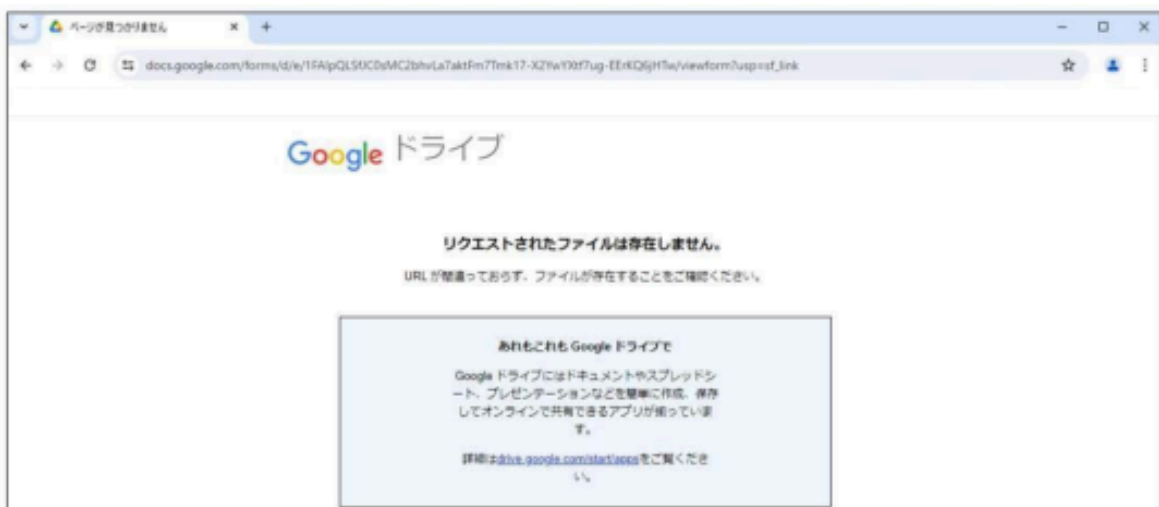 ページが見つかりません
docs.google.com/forms/d/e/
Google ドライブ
リクエストされたファイルは存在しません。
URL が間違っておらず、ファイルが存在することをご確認ください。
あれもこれも Google ドライブで
Google ドライブにはドキュメントやスプレッドシ
ート、プレゼンテーションなどを簡単に作成、保存
してオンラインで共有できるアプリが揃っていま
す。
詳細はdrive.google.com/start/appsをご覧くださ
い。